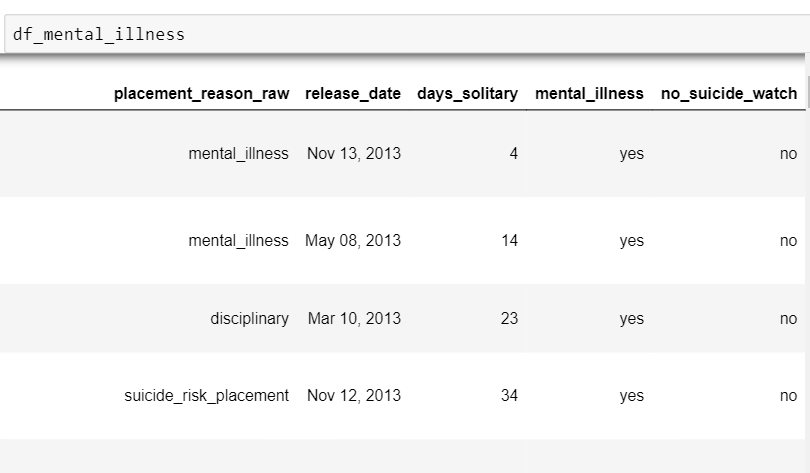 df_mental_illness
placement_reason_raw release_date days_solitary mental_illness no_suicide_watch
mental_illness Nov 13, 2013 4 yes no
mental_illness May 08, 2013 14 yes no
disciplinary Mar 10, 2013 23 yes no
suicide_risk_placement Nov 12, 2013 34 yes no